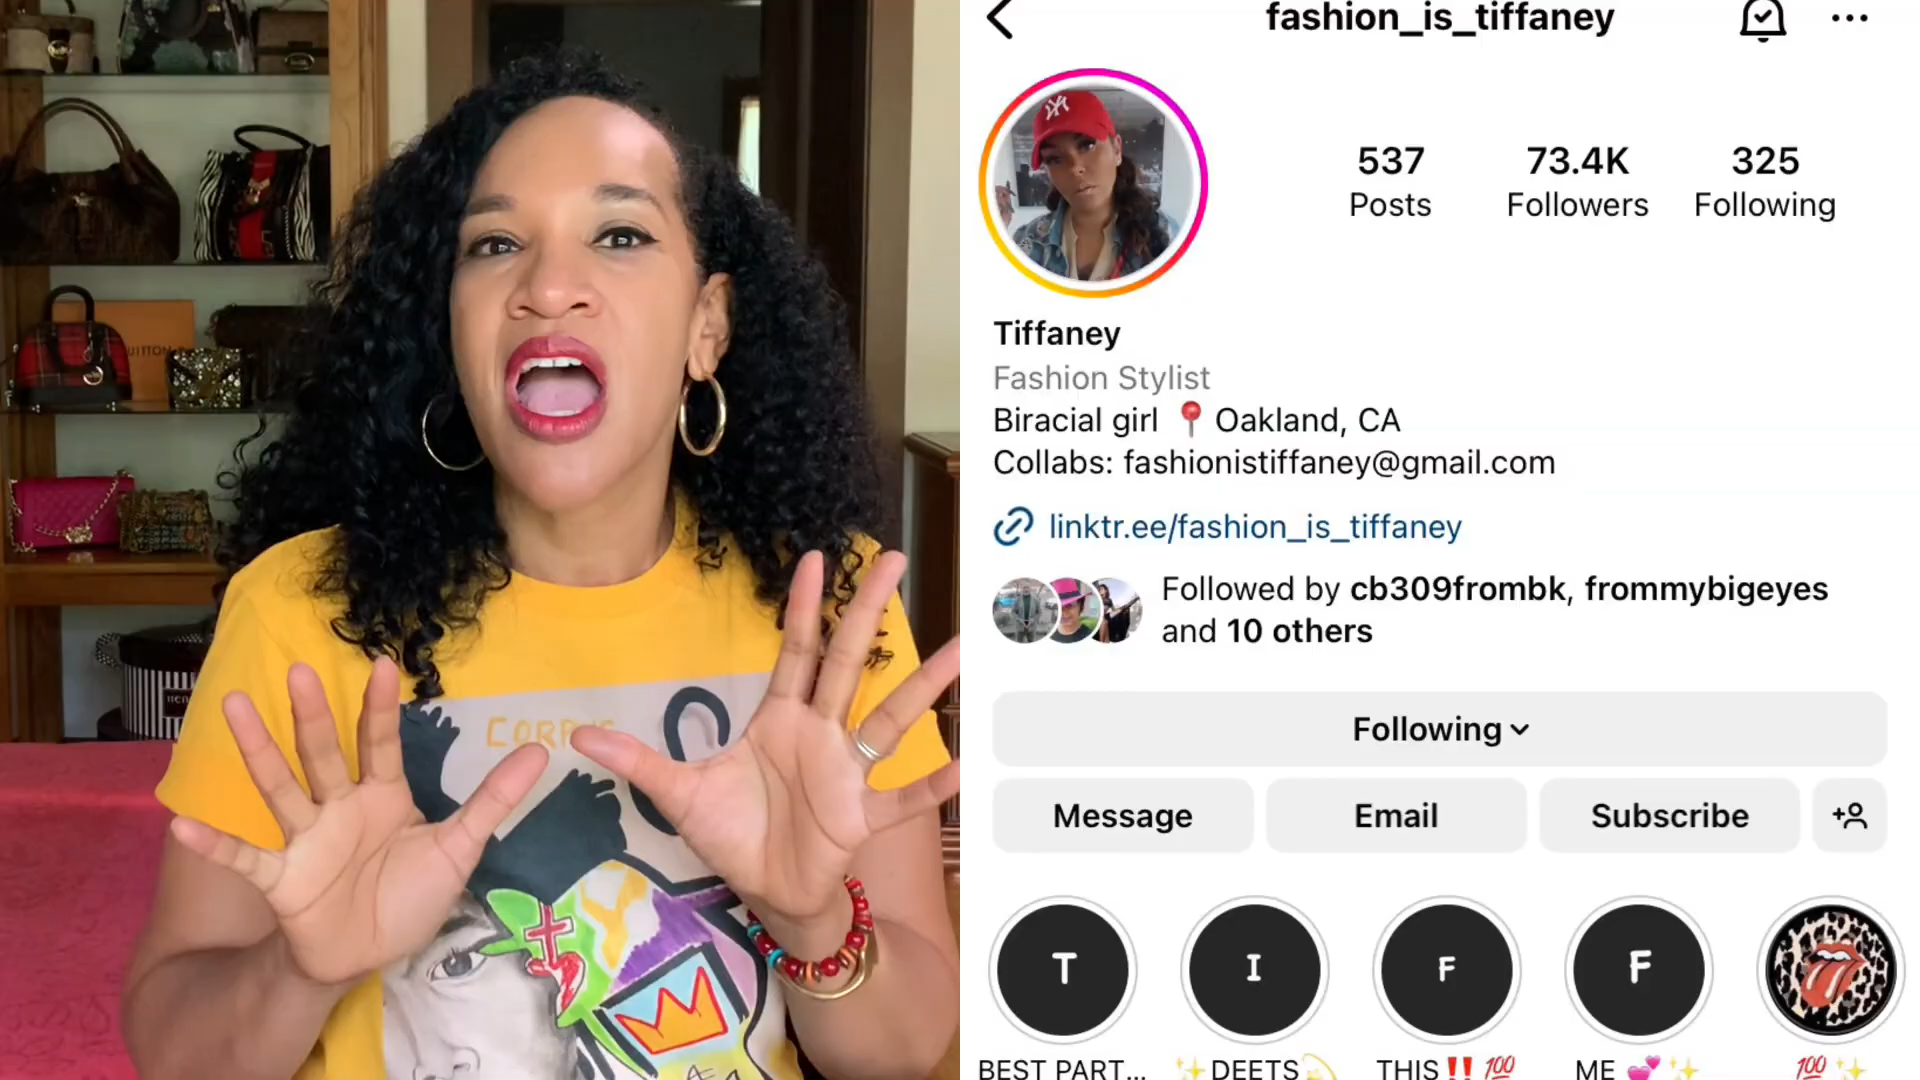 UITTON
CORPUS
fashion_is_tiffaney
537
Posts
73.4K
Followers
325
Following
Tiffaney
Fashion Stylist
Biracial girl 📍 Oakland, CA
Collabs: fashionistiffaney@gmail.com
linktr.ee/fashion_is_tiffaney
Followed by cb309frombk, frommybigeyes
and 10 others
Following
Message
Email
Subscribe
T
I
F
F
BEST PART...
✨DEETS💫
THIS‼️💯
ME 💕✨
💯✨